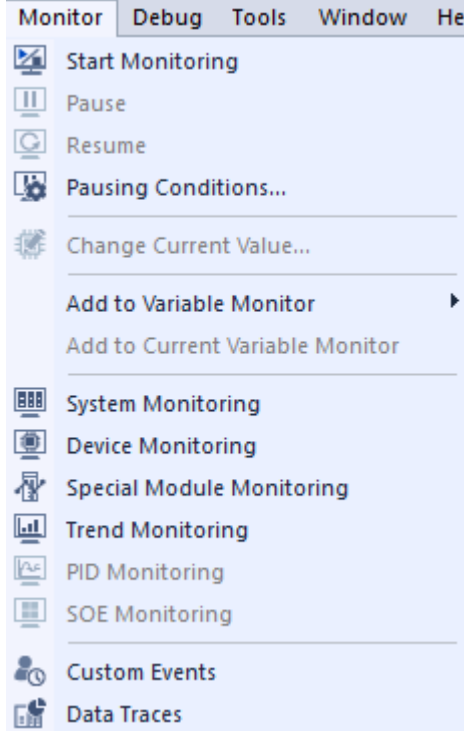 Monitor Debug Tools Window He
Start Monitoring
Pause
Resume
Pausing Conditions...
Change Current Value...
Add to Variable Monitor
Add to Current Variable Monitor
System Monitoring
Device Monitoring
Special Module Monitoring
Trend Monitoring
PID Monitoring
SOE Monitoring
Custom Events
Data Traces